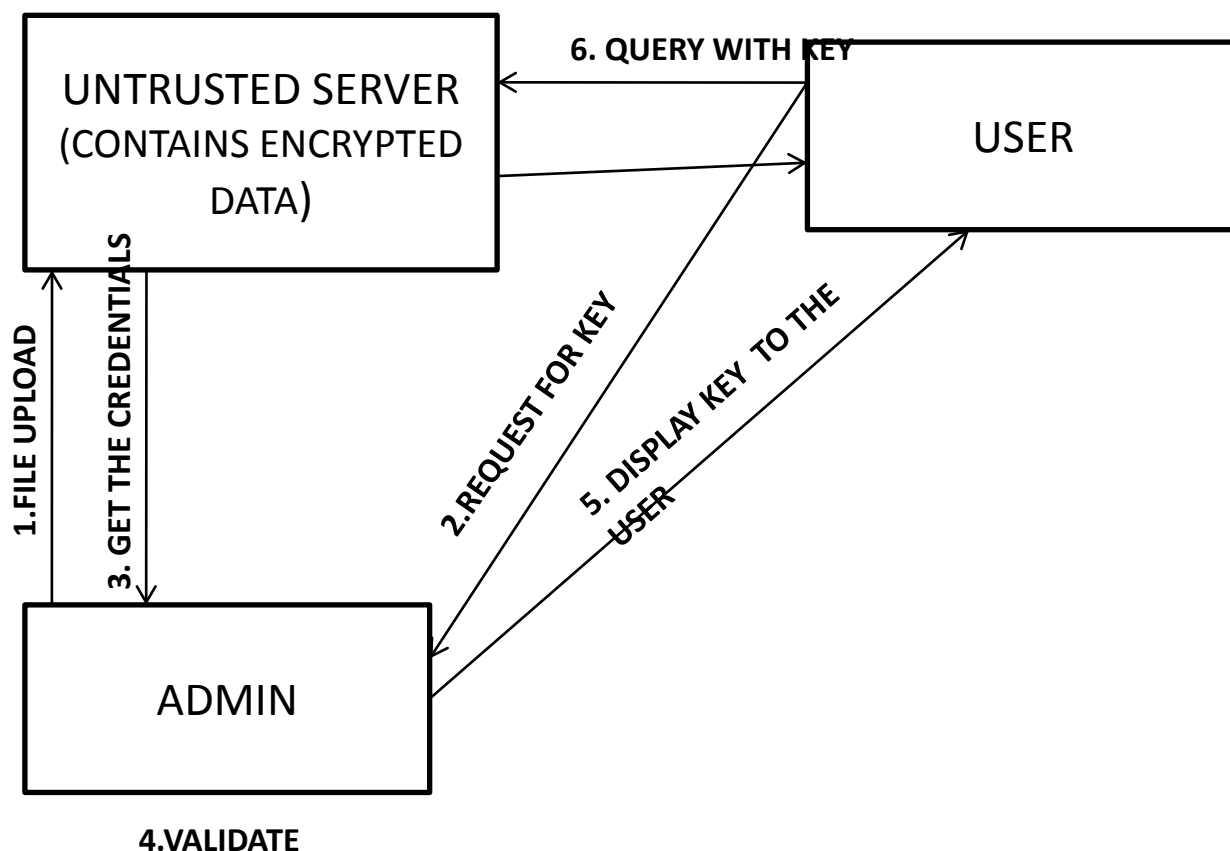 6. QUERY WITH KEY
UNTRUSTED SERVER
(CONTAINS ENCRYPTED
DATA)
USER
1.FILE UPLOAD
3. GET THE CREDENTIALS
2.REQUEST FOR KEY
5. DISPLAY KEY  TO THE
USER
ADMIN
4.VALIDATE